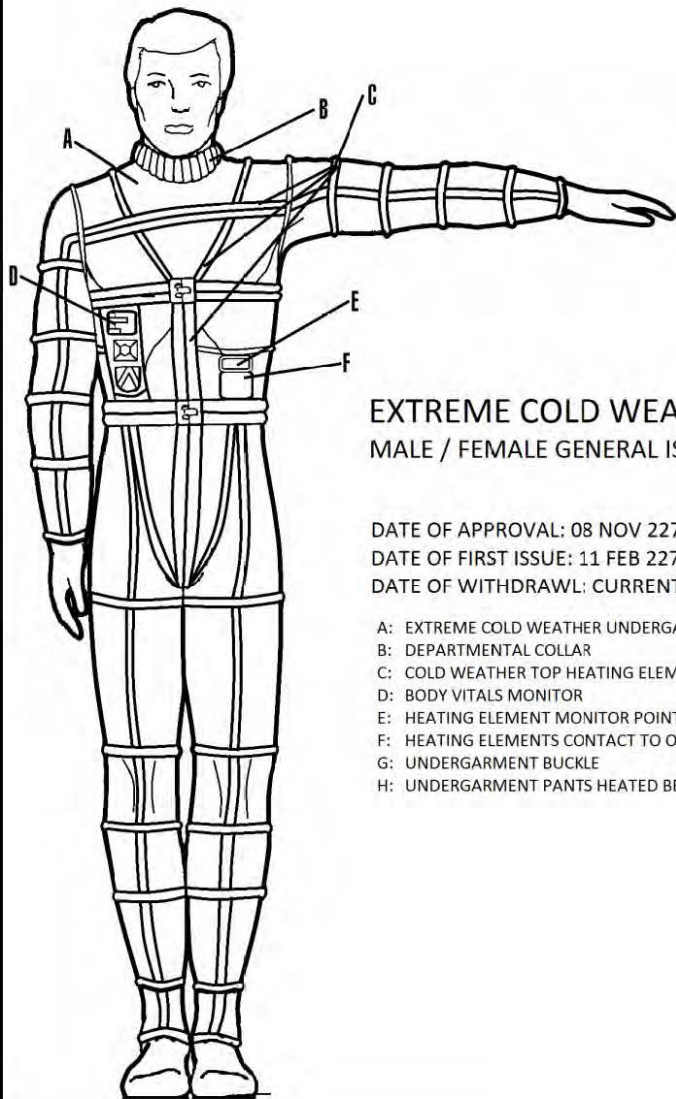 A
B
C
D
E
F
EXTREME COLD WEA
MALE / FEMALE GENERAL IS
DATE OF APPROVAL: 08 NOV 227
DATE OF FIRST ISSUE: 11 FEB 227
DATE OF WITHDRAWL: CURRENT
A: EXTREME COLD WEATHER UNDERGA
B: DEPARTMENTAL COLLAR
C: COLD WEATHER TOP HEATING ELEM
D: BODY VITALS MONITOR
E: HEATING ELEMENT MONITOR POINT
F: HEATING ELEMENTS CONTACT TO O
G: UNDERGARMENT BUCKLE
H: UNDERGARMENT PANTS HEATED BE